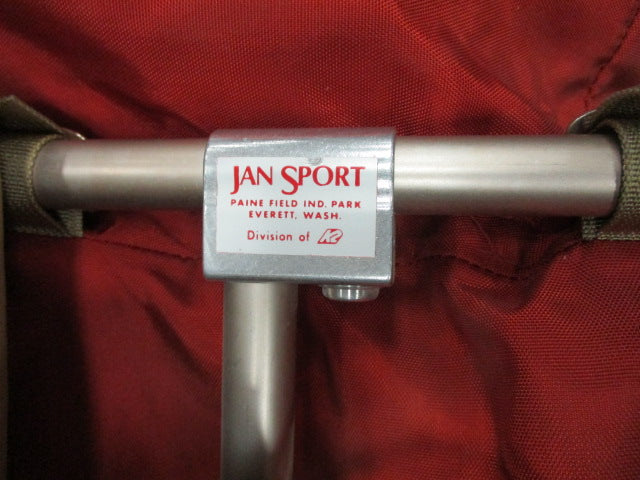 JAN SPORT
PAINE FIELD IND. PARK
EVERETT, WASH.
Division of K2